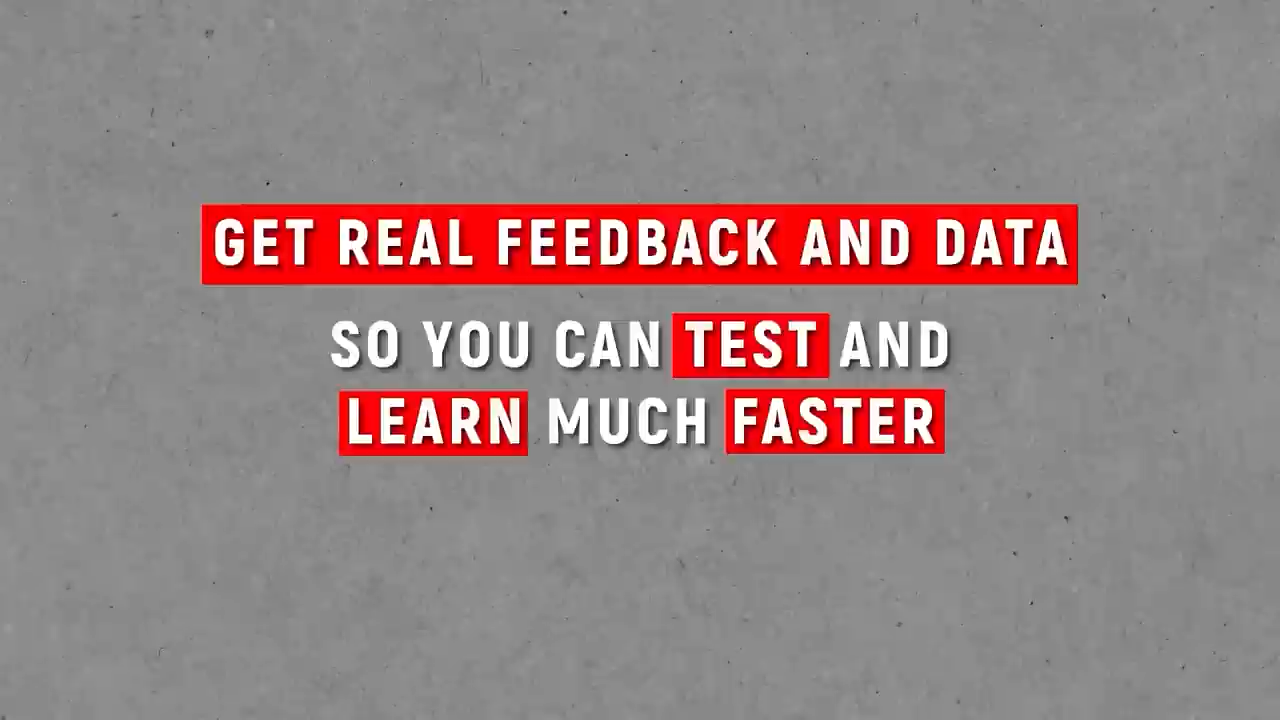 GET REAL FEEDBACK AND DATA
SO YOU CAN TEST AND
LEARN MUCH FASTER